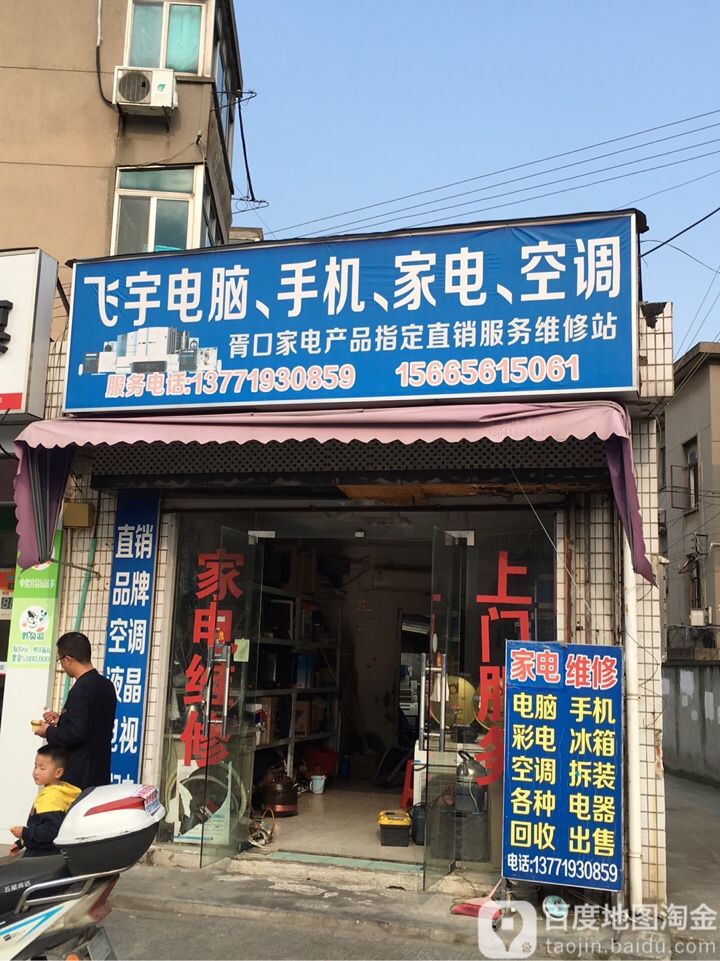 飞宇电脑、手机、家电、空调
胥口家电产品指定直销服务维修站
服务电话:13771930859 15665615061
直销
品牌
空调
液晶
电视
家电维修
上门服务
家电维修
电脑 手机
彩电 冰箱
空调 拆装
各种 电器
回收 出售
电话:13771930859
五星钻豹
百度地图淘金
taojin.baidu.com